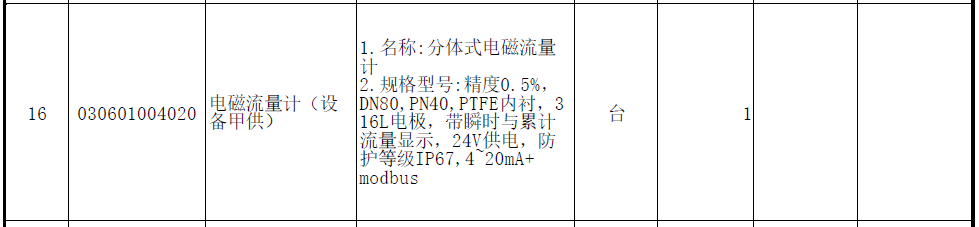 16
030601004020
电磁流量计（设
备甲供）
1.名称:分体式电磁流量
计
2.规格型号:精度0.5%，
DN80,PN40,PTFE内衬，3
16L电极，带瞬时与累计
流量显示，24V供电，防
护等级IP67,4~20mA+
modbus
台
1